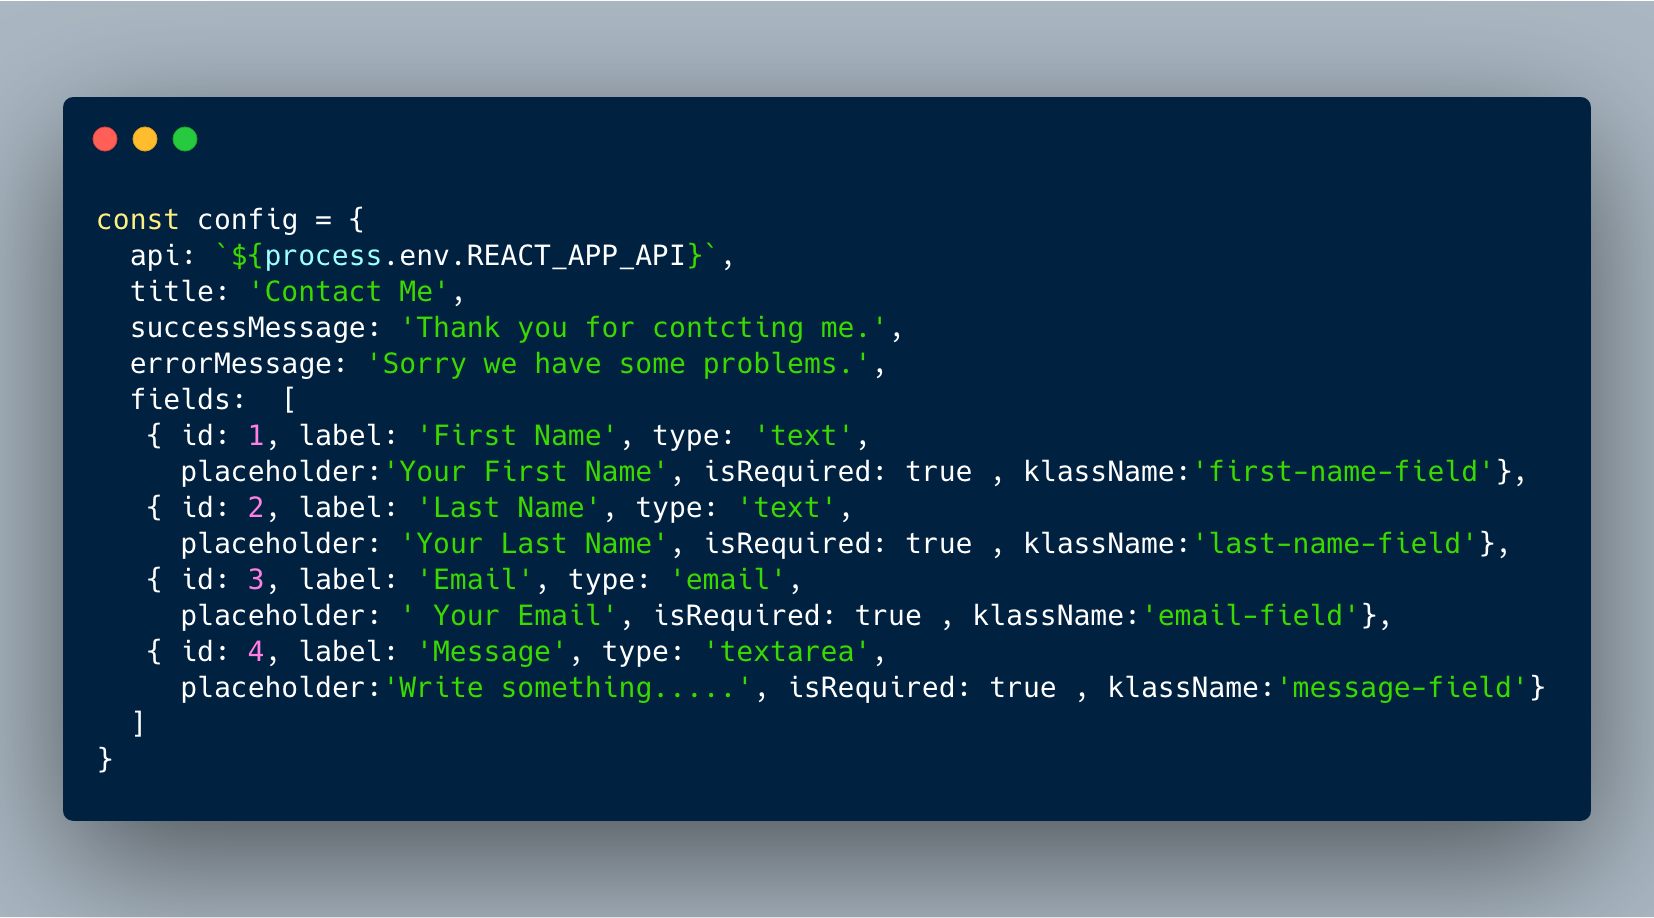 const config = {
  api: `${process.env.REACT_APP_API}`,
  title: 'Contact Me',
  successMessage: 'Thank you for contcting me.',
  errorMessage: 'Sorry we have some problems.',
  fields:  [
   { id: 1, label: 'First Name', type: 'text',
     placeholder:'Your First Name', isRequired: true , klassName:'first-name-field'},
   { id: 2, label: 'Last Name', type: 'text',
     placeholder: 'Your Last Name', isRequired: true , klassName:'last-name-field'},
   { id: 3, label: 'Email', type: 'email',
     placeholder: ' Your Email', isRequired: true , klassName:'email-field'},
   { id: 4, label: 'Message', type: 'textarea',
     placeholder:'Write something.....', isRequired: true , klassName:'message-field'}
  ]
}